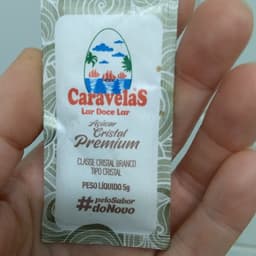 CaravelaS
Lar Doce Lar
Açúcar
Cristal
Premium
CLASSE CRISTAL BRANCO
TIPO CRISTAL
PESO LÍQUIDO 5g
#peloSabor
doNovo